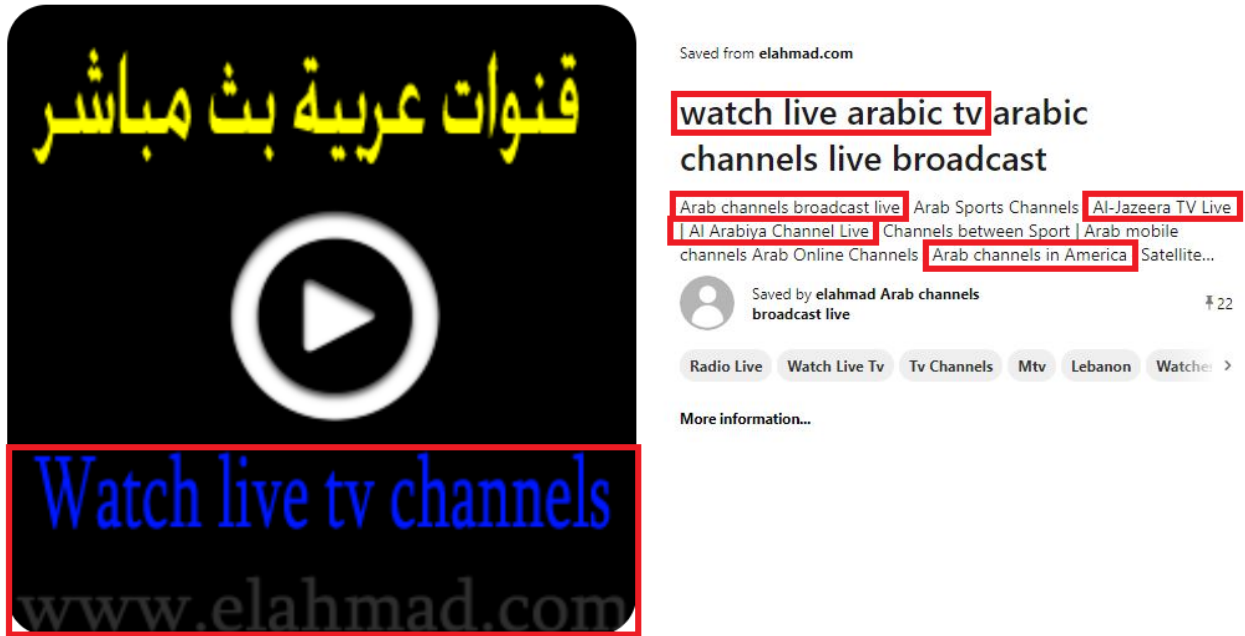 قنوات عربية بث مباشر
Watch live tv channels
www.elahmad.com
Saved from elahmad.com
watch live arabic tv arabic
channels live broadcast
Arab channels broadcast live Arab Sports Channels Al-Jazeera TV Live
| Al Arabiya Channel Live Channels between Sport | Arab mobile
channels Arab Online Channels Arab channels in America Satellite...
Saved by elahmad Arab channels
broadcast live
22
Radio Live Watch Live Tv Tv Channels Mtv Lebanon Watches
More information...